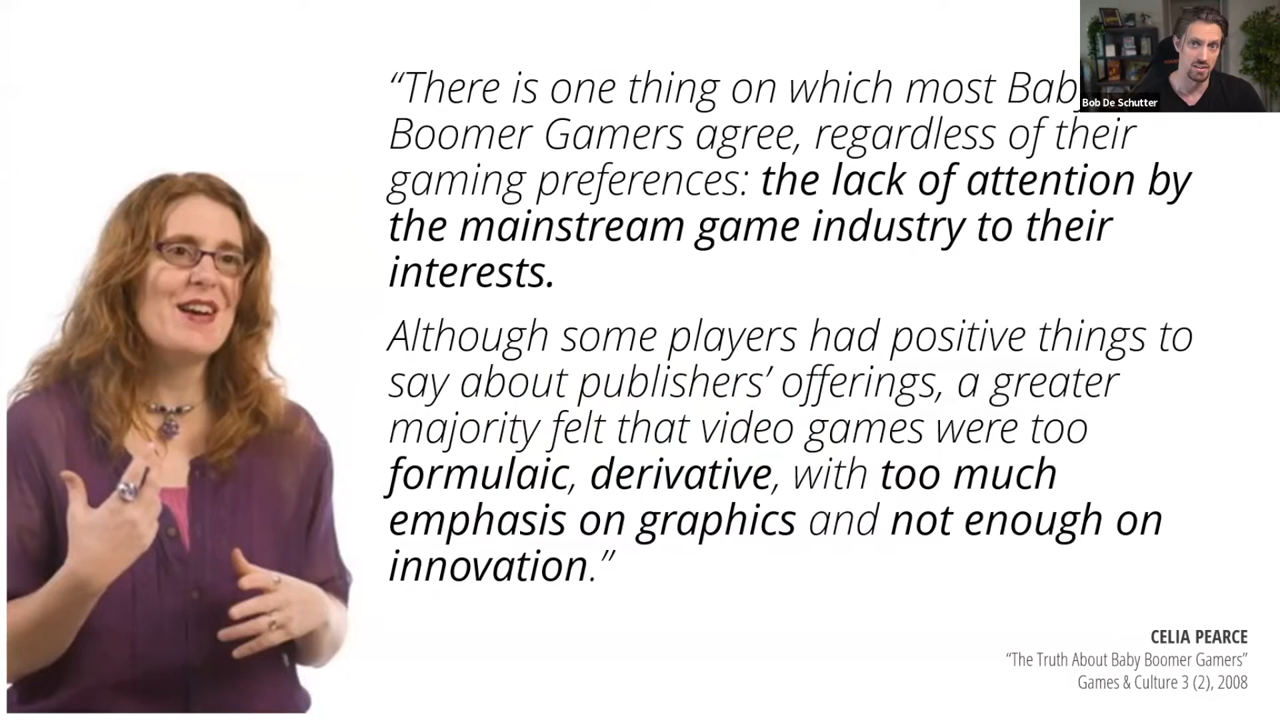 “There is one thing on which most Bab
Bob De Schutter
Boomer Gamers agree, regardless of their
gaming preferences: the lack of attention by
the mainstream game industry to their
interests.
Although some players had positive things to
say about publishers’ offerings, a greater
majority felt that video games were too
formulaic, derivative, with too much
emphasis on graphics and not enough on
innovation.”
CELIA PEARCE
“The Truth About Baby Boomer Gamers”
Games & Culture 3 (2), 2008